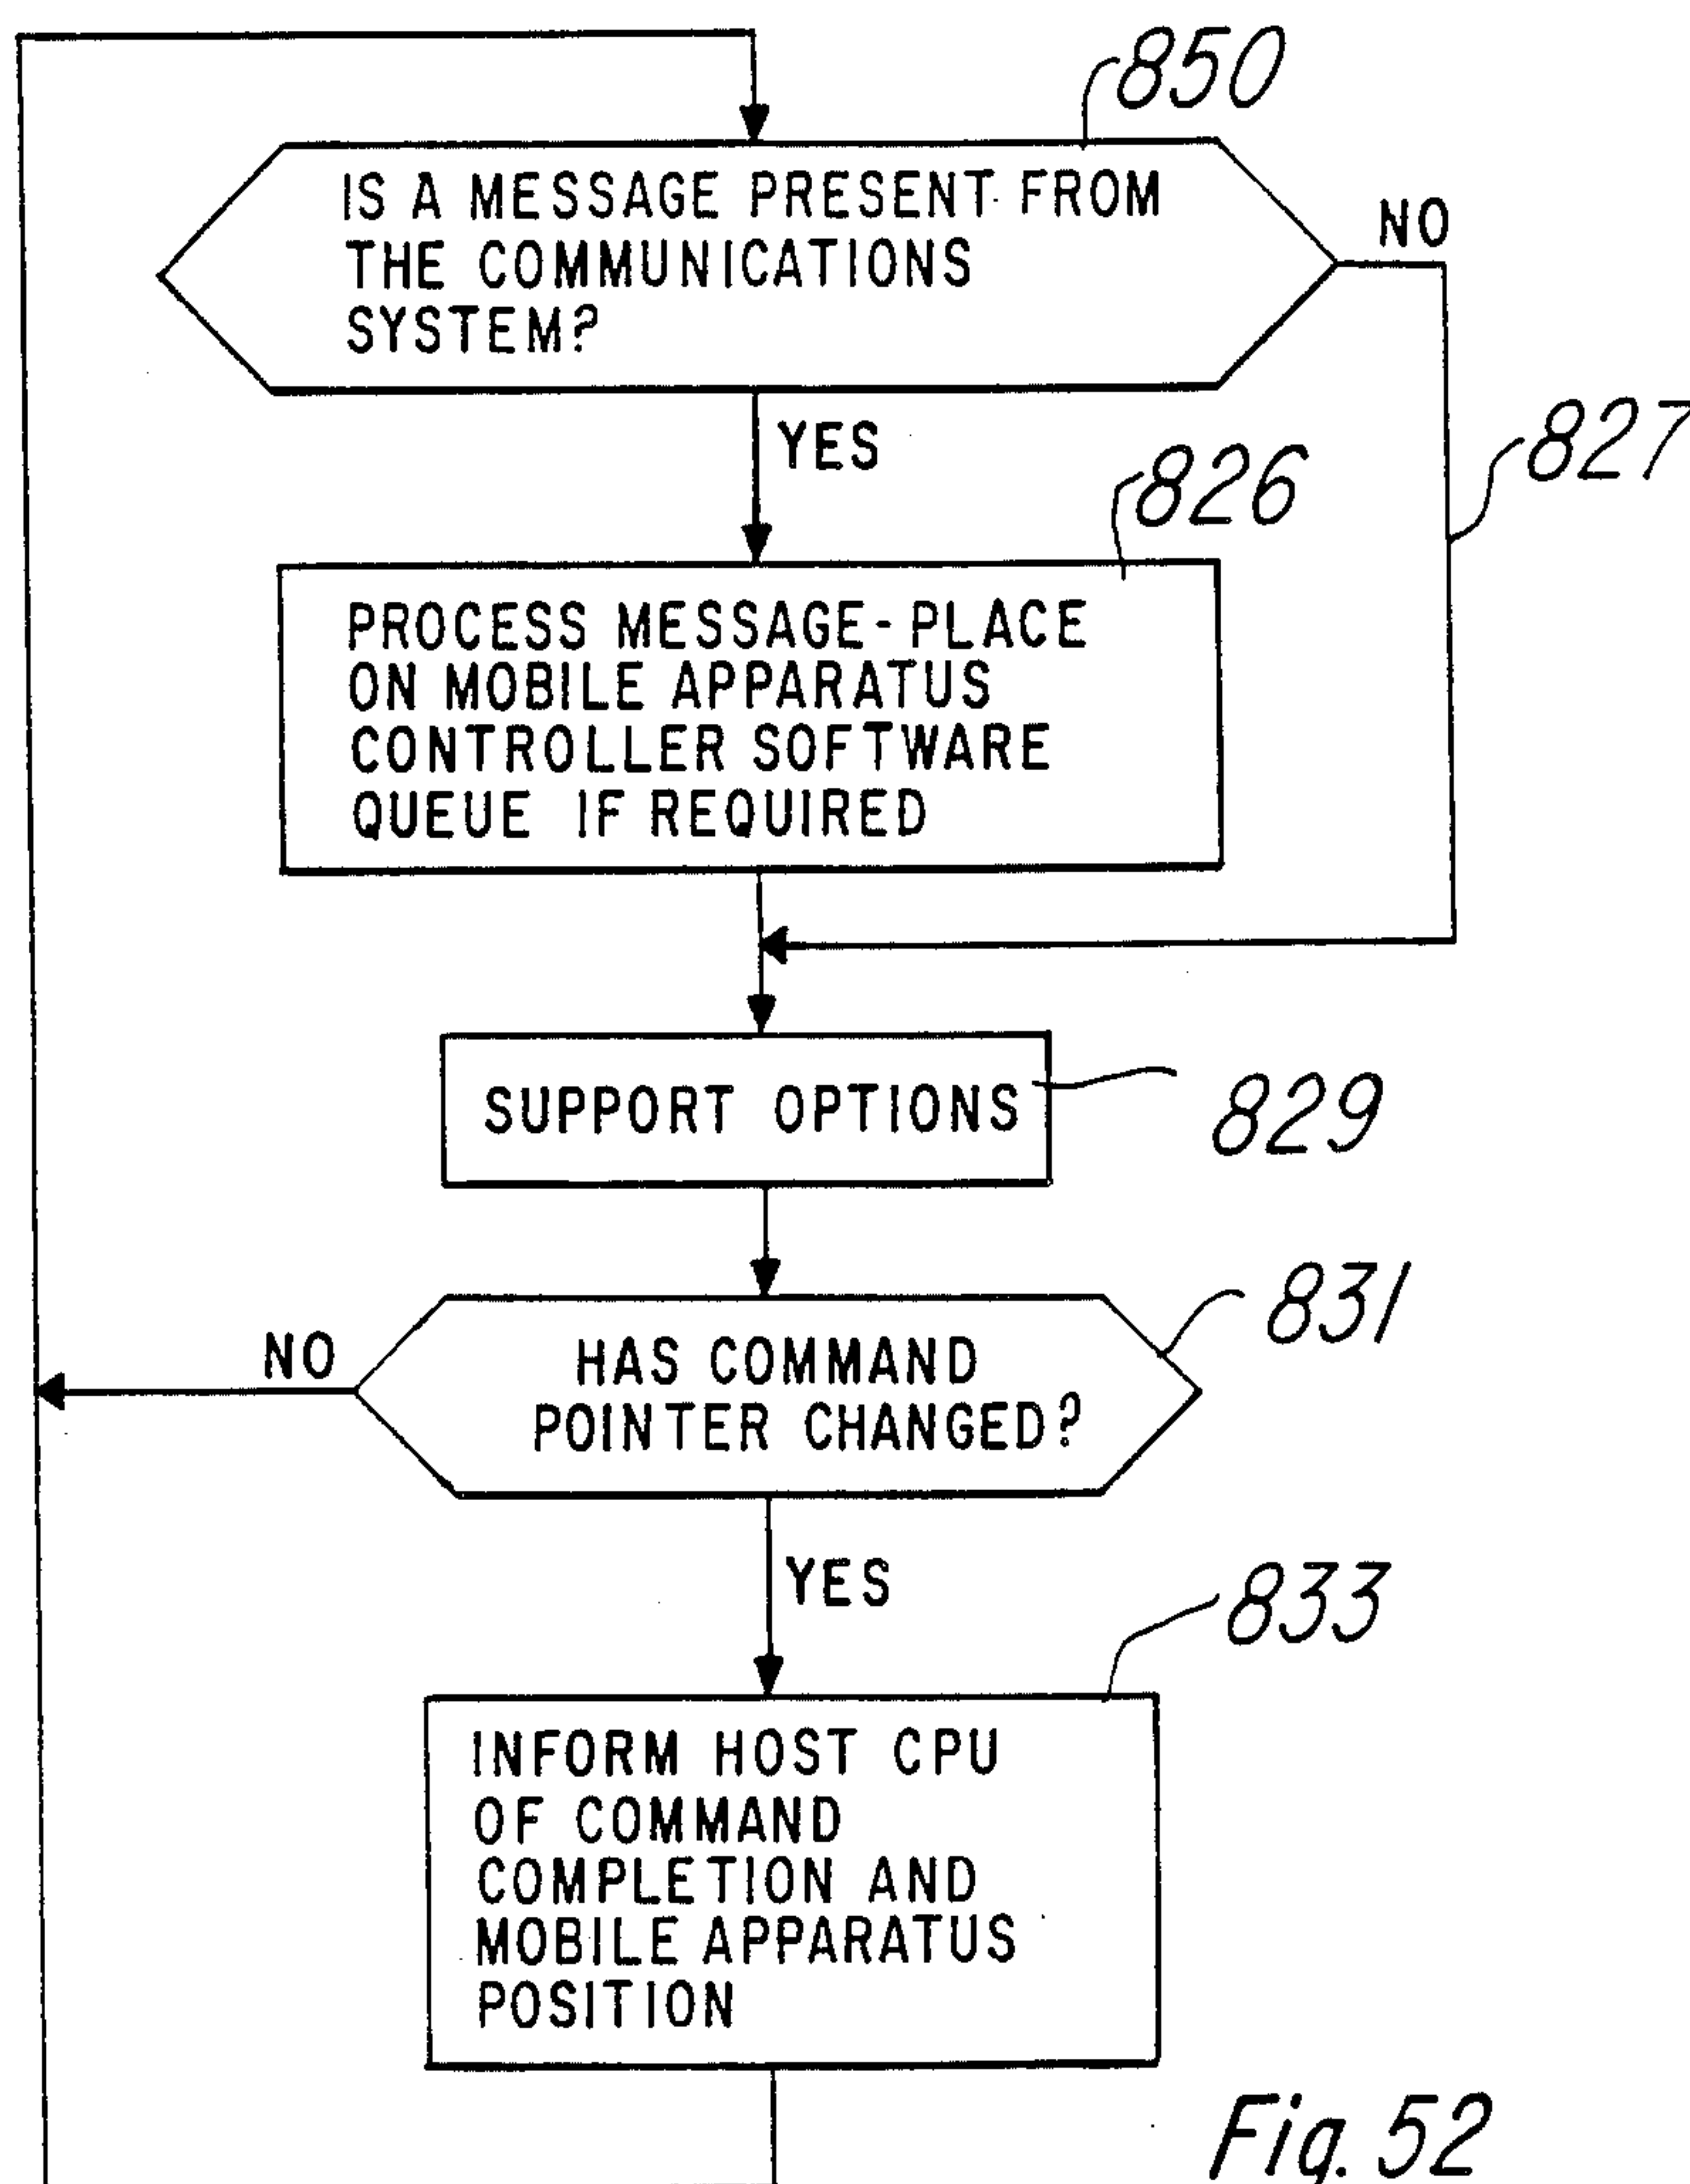 850
IS A MESSAGE PRESENT FROM
THE COMMUNICATIONS
SYSTEM?
NO
YES
827
826
PROCESS MESSAGE-PLACE
ON MOBILE APPARATUS
CONTROLLER SOFTWARE
QUEUE IF REQUIRED
SUPPORT OPTIONS
829
831
NO
HAS COMMAND
POINTER CHANGED?
YES
833
INFORM HOST CPU
OF COMMAND
COMPLETION AND
MOBILE APPARATUS
POSITION
Fig. 52